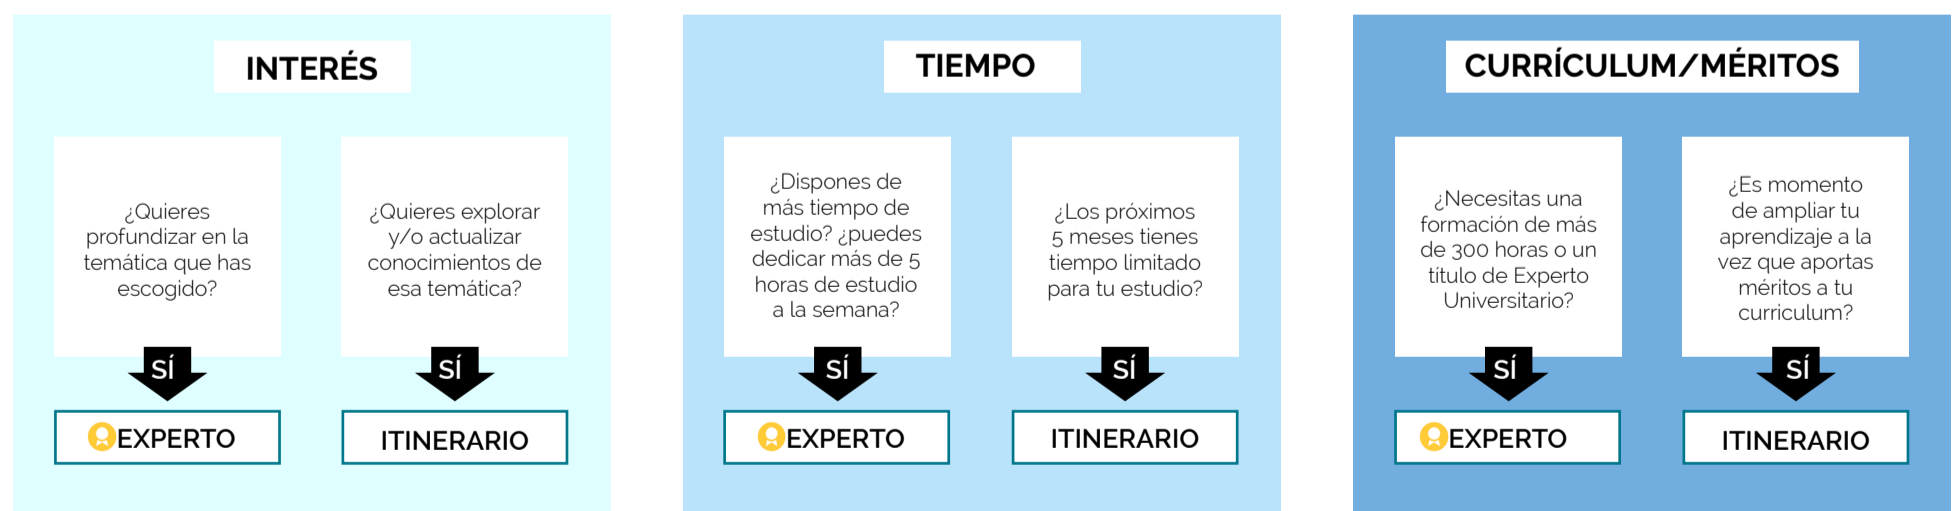 INTERÉS
¿Quieres
profundizar en la
temática que has
escogido?
SÍ
EXPERTO
¿Quieres explorar
y/o actualizar
conocimientos de
esa temática?
SÍ
ITINERARIO
TIEMPO
¿Dispones de
más tiempo de
estudio? ¿puedes
dedicar más de 5
horas de estudio
a la semana?
SÍ
EXPERTO
¿Los próximos
5 meses tienes
tiempo limitado
para tu estudio?
SÍ
ITINERARIO
CURRÍCULUM/MÉRITOS
¿Necesitas una
formación de más
de 300 horas o un
título de Experto
Universitario?
SÍ
EXPERTO
¿Es momento
de ampliar tu
aprendizaje a la
vez que aportas
méritos a tu
curriculum?
SÍ
ITINERARIO